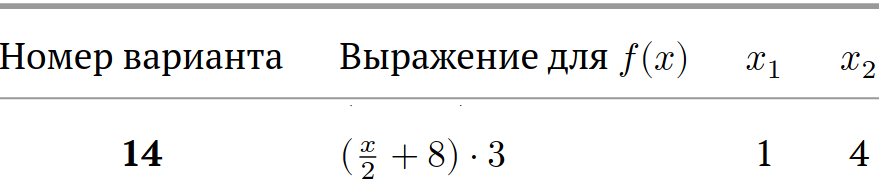 Номер варианта Выражение для f(x) x₁ x₂
14 (x/2 + 8) · 3 1 4